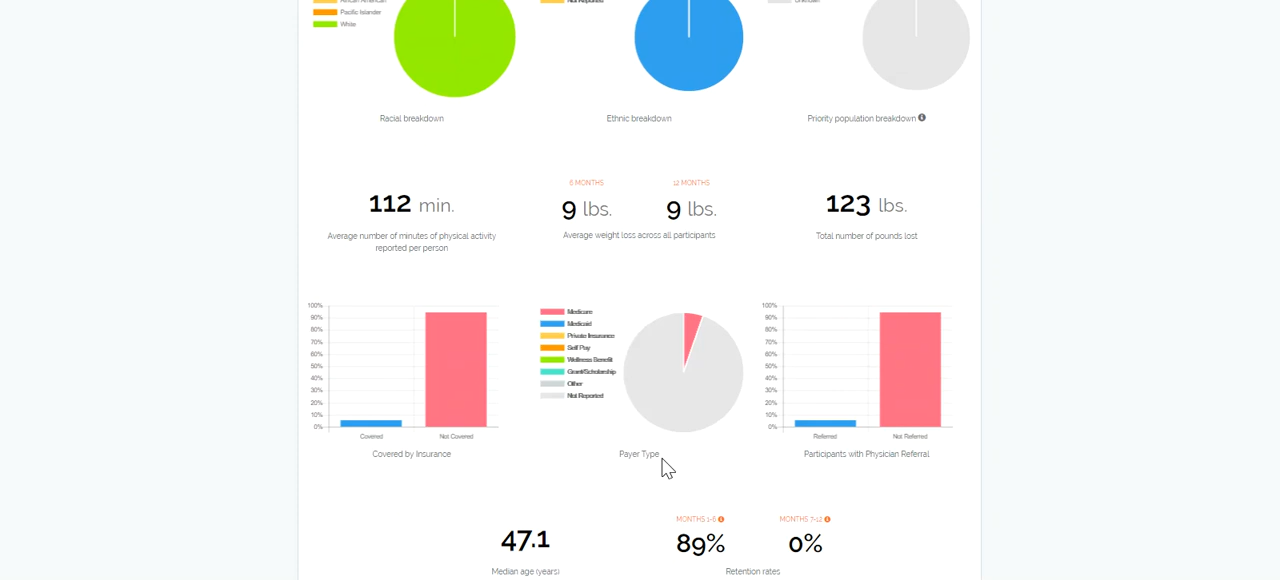 African American
Pacific Islander
White
Not Reported
Unknown
Racial breakdown
Ethnic breakdown
Priority population breakdown
112 min.
Average number of minutes of physical activity
reported per person
6 MONTHS
9 lbs.
12 MONTHS
9 lbs.
Average weight loss across all participants
123 lbs.
Total number of pounds lost
100%
90%
80%
70%
60%
50%
40%
30%
20%
10%
0%
Covered
Not Covered
Covered by Insurance
Medicare
Medicaid
Private Insurance
Self Pay
Wellness Benefit
Grant/Scholarship
Other
Not Reported
Payer Type
100%
90%
80%
70%
60%
50%
40%
30%
20%
10%
0%
Referred
Not Referred
Participants with Physician Referral
47.1
Median age (years)
MONTHS 1-6
89%
MONTHS 7-12
0%
Retention rates